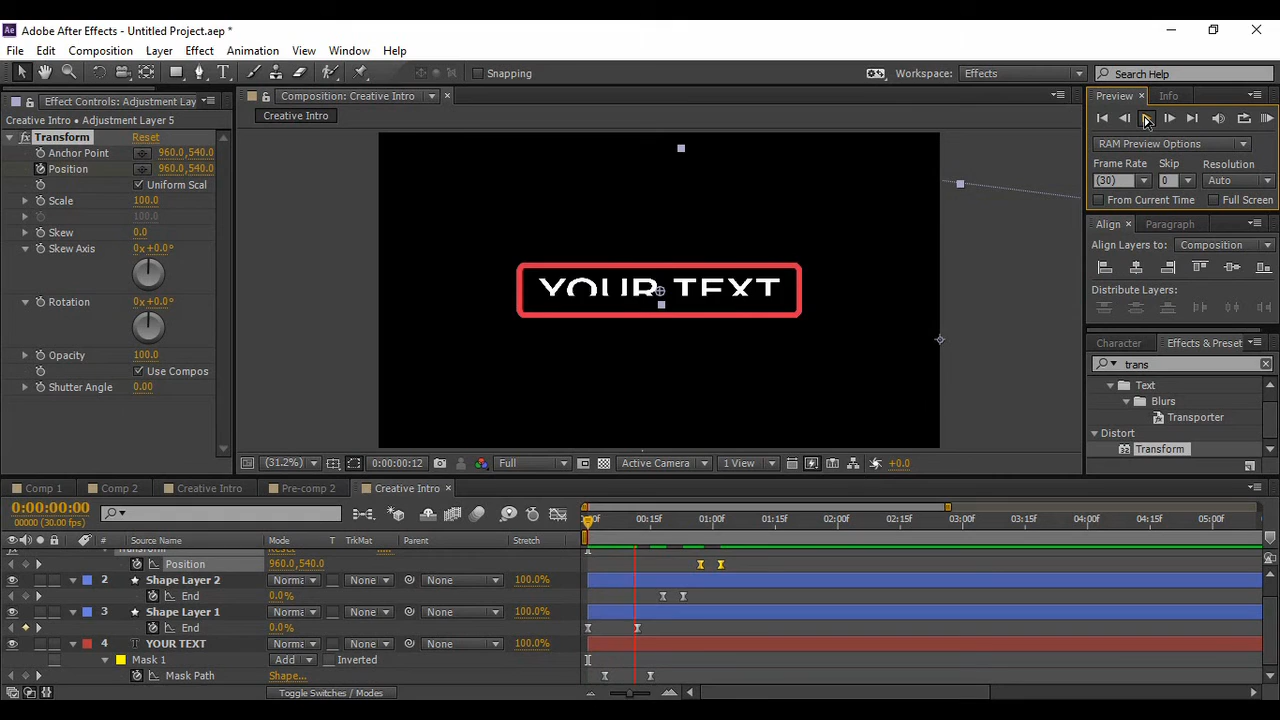 Ae Adobe After Effects - Untitled Project.aep *
File Edit Composition Layer Effect Animation View Window Help
T Snapping Workspace: Effects Search Help
Effect Controls: Adjustment Lay Composition: Creative Intro Preview Info
Creative Intro • Adjustment Layer 5 Creative Intro
fx Transform Reset
Anchor Point 960.0,540.0 RAM Preview Options
Position 960.0,540.0 Frame Rate Skip Resolution
Uniform Scal (30) 0 Auto
Scale 100.0 From Current Time Full Screen
100.0 Align Paragraph
Skew 0.0 Align Layers to: Composition
Skew Axis 0x+0.0°
Distribute Layers:
YOUR TEXT
Rotation 0x+0.0°
Character Effects & Preset
Opacity 100.0 trans
Use Compos Text
Shutter Angle 0.00 Blurs
Transporter
Distort
Transform
(31.2%) 0:00:00:12 Full Active Camera 1 View +0.0
Comp 1 Comp 2 Creative Intro Pre-comp 2 Creative Intro
0:00:00:00
00000 (30.00 fps) :00f 00:15f 01:00f 01:15f 02:00f 02:15f 03:00f 03:15f 04:00f 04:15f 05:00f
# Source Name Mode T TrkMat Parent Stretch
Transform Reset
Position 960.0,540.0
2 Shape Layer 2 Norma None None 100.0%
End 0.0%
3 Shape Layer 1 Norma None None 100.0%
End 0.0%
4 T YOUR TEXT Norma None None 100.0%
Mask 1 Add Inverted
Mask Path Shape...
Toggle Switches / Modes